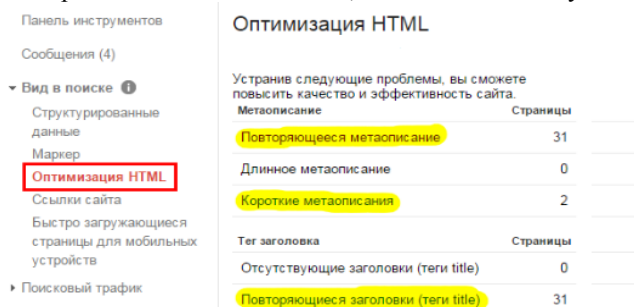 Панель инструментов
Сообщения (4)
Вид в поиске
Структурированные
данные
Маркер
Оптимизация HTML
Ссылки сайта
Быстро загружающиеся
страницы для мобильных
устройств
Поисковый трафик
Оптимизация HTML
Устранив следующие проблемы, вы сможете
повысить качество и эффективность сайта.
Метаописание Страницы
Повторяющееся метаописание 31
Длинное метаописание 0
Короткие метаописания 2
Тег заголовка Страницы
Отсутствующие заголовки (теги title) 0
Повторяющиеся заголовки (теги title) 31